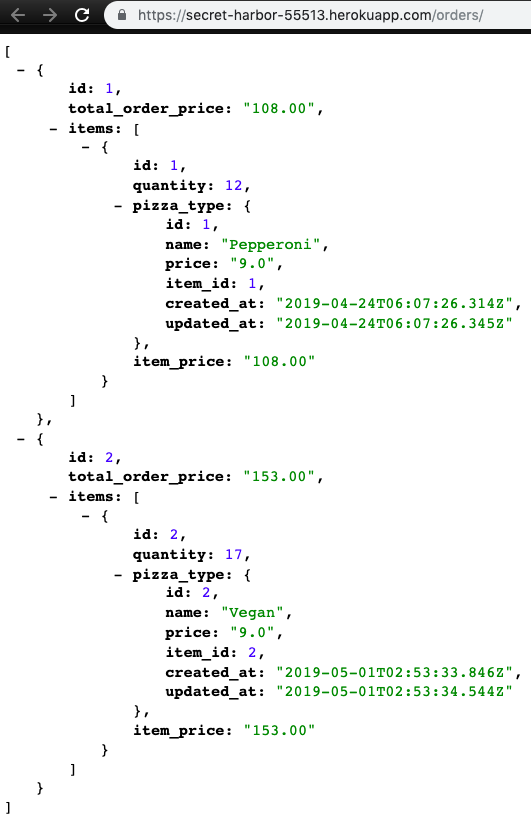 https://secret-harbor-55513.herokuapp.com/orders/
[
- {
id: 1,
total_order_price: "108.00",
- items: [
- {
id: 1,
quantity: 12,
- pizza_type: {
id: 1,
name: "Pepperoni",
price: "9.0",
item_id: 1,
created_at: "2019-04-24T06:07:26.314Z",
updated_at: "2019-04-24T06:07:26.345Z"
},
item_price: "108.00"
}
]
},
- {
id: 2,
total_order_price: "153.00",
- items: [
- {
id: 2,
quantity: 17,
- pizza_type: {
id: 2,
name: "Vegan",
price: "9.0",
item_id: 2,
created_at: "2019-05-01T02:53:33.846Z",
updated_at: "2019-05-01T02:53:34.544Z"
},
item_price: "153.00"
}
]
}
]